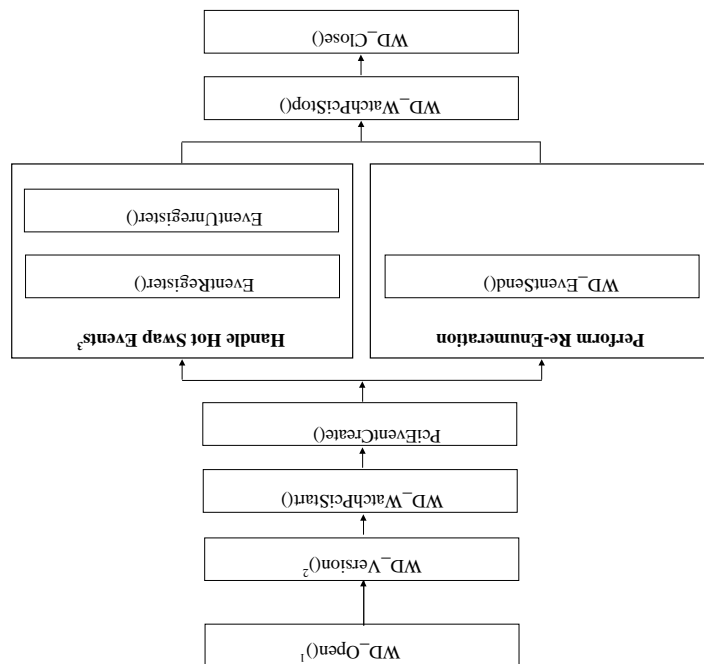 WD_Open()¹
WD_Version()²
WD_WatchPciStart()
PciEventCreate()
Perform Re-Enumeration
WD_EventSend()
Handle Hot Swap Events³
EventRegister()
EventUnregister()
WD_WatchPciStop()
WD_Close()